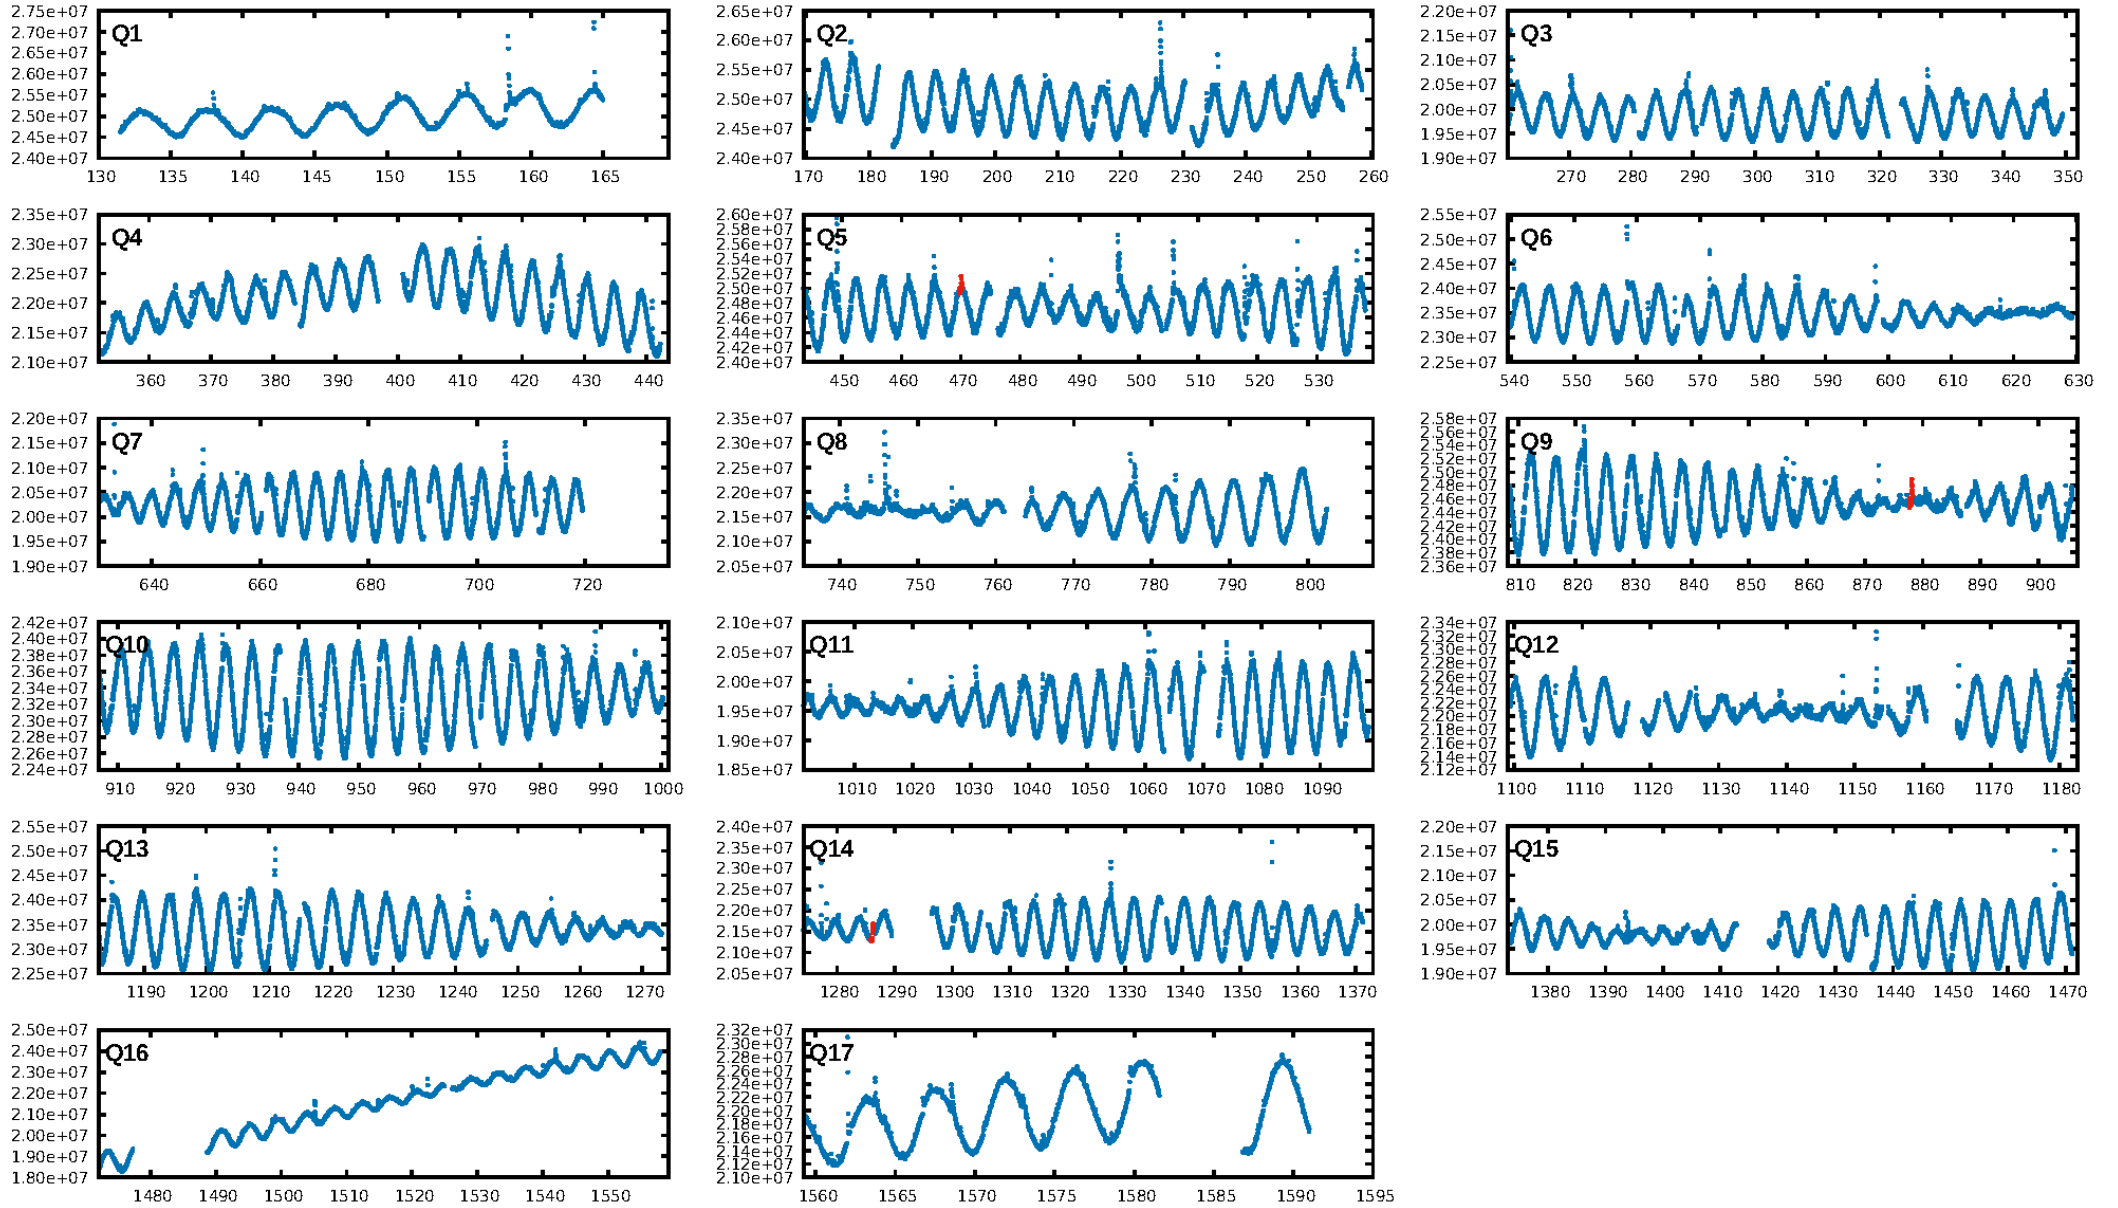 2.75e+07 2.70e+07 2.65e+07 2.60e+07 2.55e+07 2.50e+07 2.45e+07 2.40e+07
Q1
130 135 140 145 150 155 160 165
2.65e+07 2.60e+07 2.55e+07 2.50e+07 2.45e+07 2.40e+07
Q2
170 180 190 200 210 220 230 240 250 260
2.20e+07 2.15e+07 2.10e+07 2.05e+07 2.00e+07 1.95e+07 1.90e+07
Q3
270 280 290 300 310 320 330 340 350
2.35e+07 2.30e+07 2.25e+07 2.20e+07 2.15e+07 2.10e+07
Q4
360 370 380 390 400 410 420 430 440
2.60e+07 2.58e+07 2.56e+07 2.54e+07 2.52e+07 2.50e+07 2.48e+07 2.46e+07 2.44e+07 2.42e+07 2.40e+07
Q5
450 460 470 480 490 500 510 520 530
2.55e+07 2.50e+07 2.45e+07 2.40e+07 2.35e+07 2.30e+07 2.25e+07
Q6
540 550 560 570 580 590 600 610 620 630
2.20e+07 2.15e+07 2.10e+07 2.05e+07 2.00e+07 1.95e+07 1.90e+07
Q7
640 660 680 700 720
2.35e+07 2.30e+07 2.25e+07 2.20e+07 2.15e+07 2.10e+07 2.05e+07
Q8
740 750 760 770 780 790 800
2.58e+07 2.56e+07 2.54e+07 2.52e+07 2.50e+07 2.48e+07 2.46e+07 2.44e+07 2.42e+07 2.40e+07 2.38e+07 2.36e+07
Q9
810 820 830 840 850 860 870 880 890 900
2.42e+07 2.40e+07 2.38e+07 2.36e+07 2.34e+07 2.32e+07 2.30e+07 2.28e+07 2.26e+07 2.24e+07
Q10
910 920 930 940 950 960 970 980 990 1000
2.10e+07 2.05e+07 2.00e+07 1.95e+07 1.90e+07 1.85e+07
Q11
1010 1020 1030 1040 1050 1060 1070 1080 1090
2.34e+07 2.32e+07 2.30e+07 2.28e+07 2.26e+07 2.24e+07 2.22e+07 2.20e+07 2.18e+07 2.16e+07 2.14e+07 2.12e+07
Q12
1100 1110 1120 1130 1140 1150 1160 1170 1180
2.55e+07 2.50e+07 2.45e+07 2.40e+07 2.35e+07 2.30e+07 2.25e+07
Q13
1190 1200 1210 1220 1230 1240 1250 1260 1270
2.40e+07 2.35e+07 2.30e+07 2.25e+07 2.20e+07 2.15e+07 2.10e+07 2.05e+07
Q14
1280 1290 1300 1310 1320 1330 1340 1350 1360 1370
2.20e+07 2.15e+07 2.10e+07 2.05e+07 2.00e+07 1.95e+07 1.90e+07
Q15
1380 1390 1400 1410 1420 1430 1440 1450 1460 1470
2.50e+07 2.40e+07 2.30e+07 2.20e+07 2.10e+07 2.00e+07 1.90e+07 1.80e+07
Q16
1480 1490 1500 1510 1520 1530 1540 1550
2.32e+07 2.30e+07 2.28e+07 2.26e+07 2.24e+07 2.22e+07 2.20e+07 2.18e+07 2.16e+07 2.14e+07 2.12e+07 2.10e+07
Q17
1560 1565 1570 1575 1580 1585 1590 1595